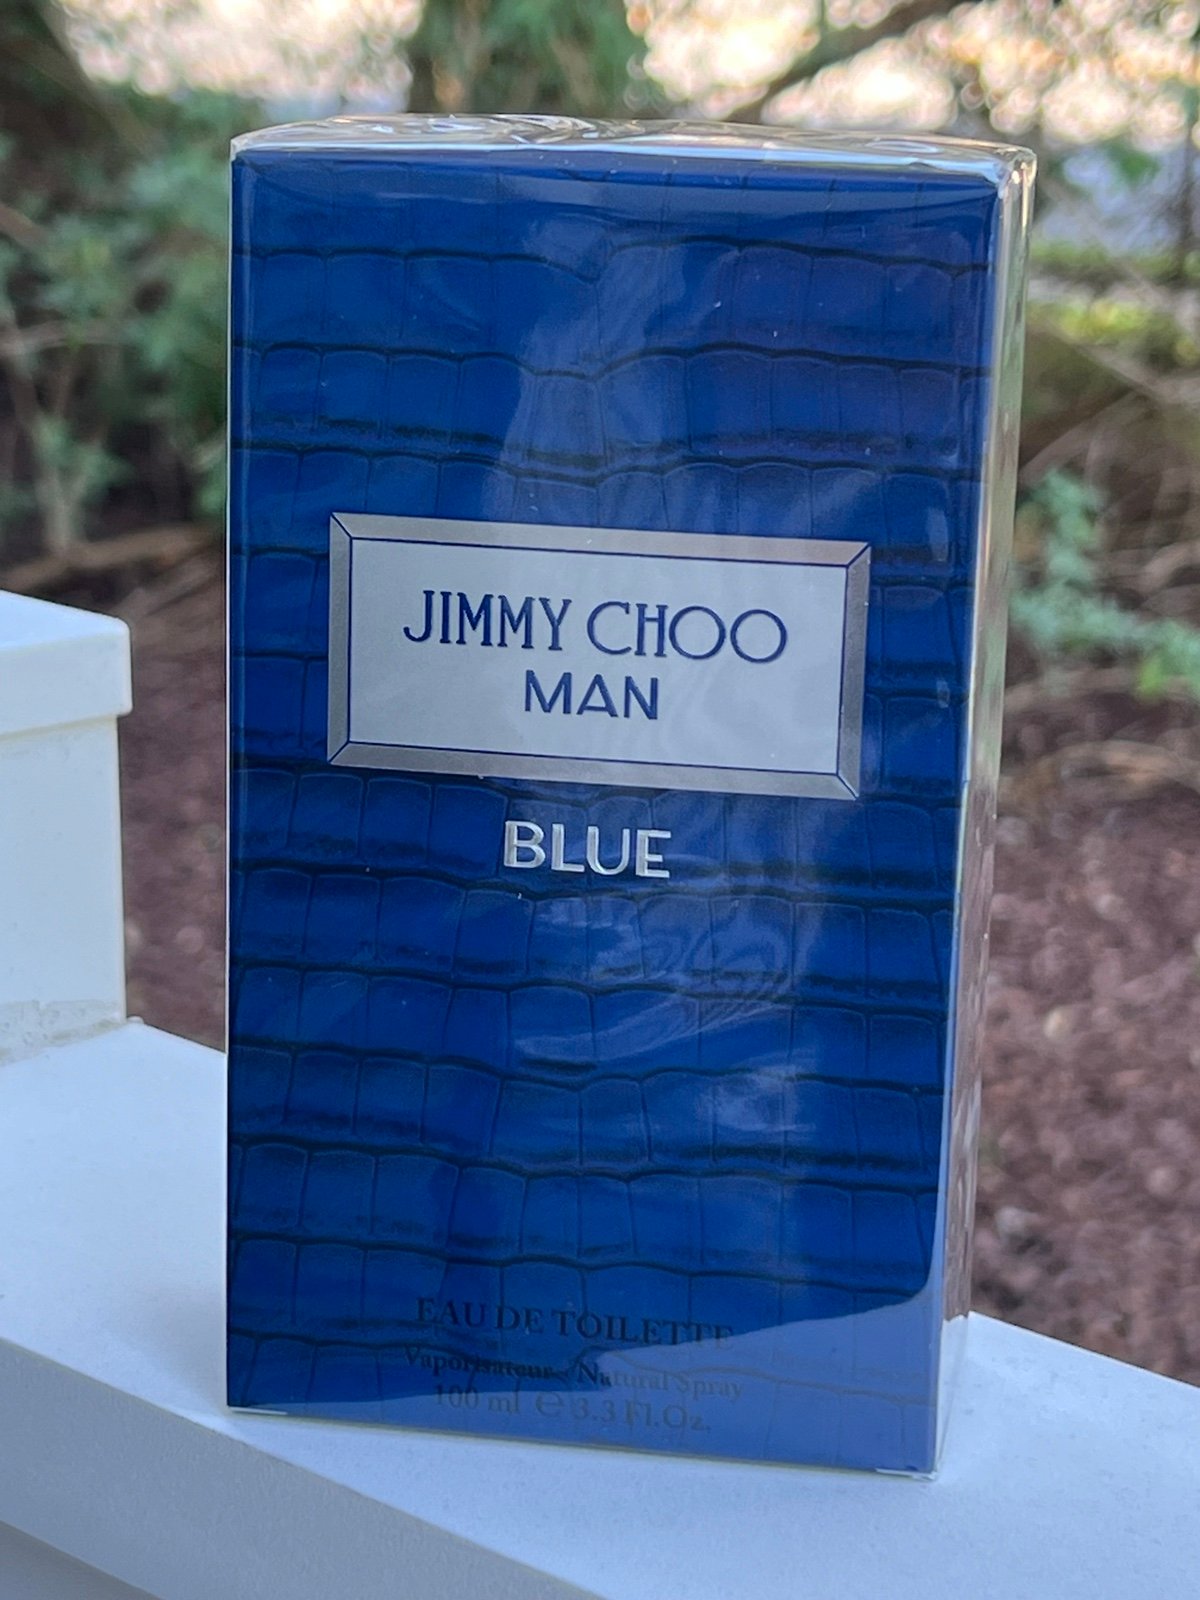 JIMMY CHOO
MAN
BLUE
EAU DE TOILETTE
Vaporisateur - Natural Spray
100 ml ℮ 3.3 Fl.Oz.